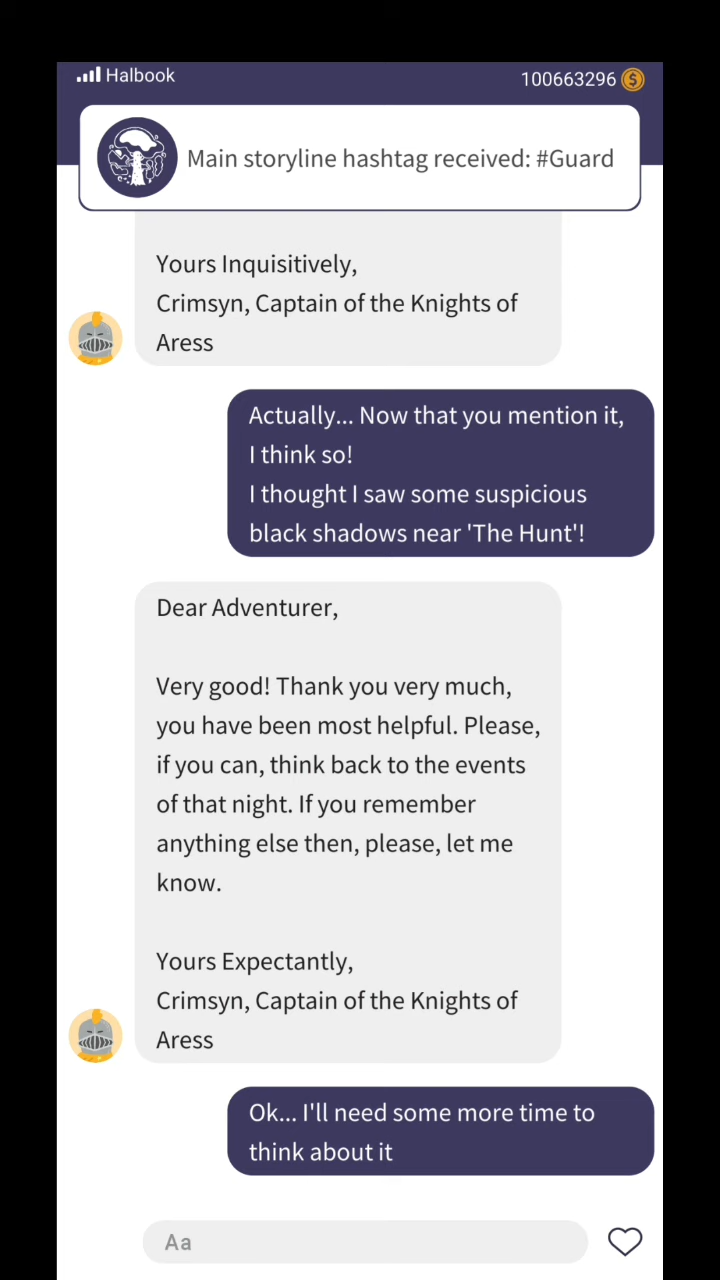 Halbook
100663296
Main storyline hashtag received: #Guard
Yours Inquisitively,
Crimsyn, Captain of the Knights of
Aress
Actually... Now that you mention it,
I think so!
I thought I saw some suspicious
black shadows near 'The Hunt'!
Dear Adventurer,
Very good! Thank you very much,
you have been most helpful. Please,
if you can, think back to the events
of that night. If you remember
anything else then, please, let me
know.
Yours Expectantly,
Crimsyn, Captain of the Knights of
Aress
Ok... I'll need some more time to
think about it
Aa